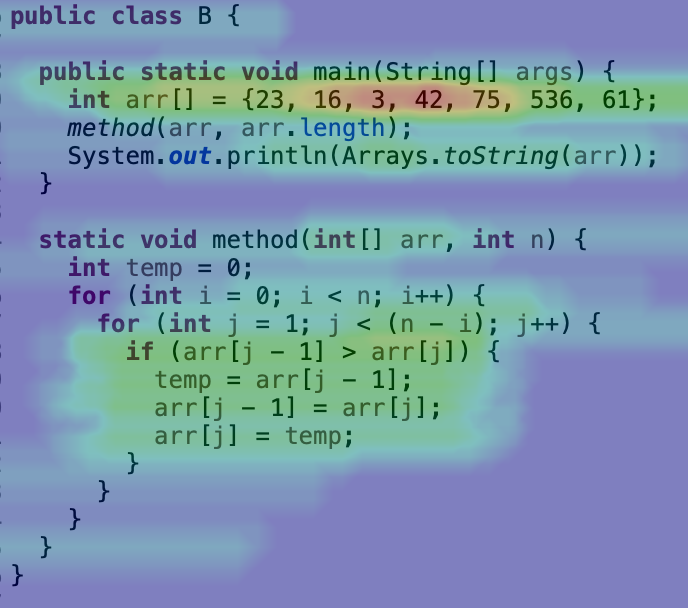 public class B {
public static void main(String[] args) {
int arr[] = {23, 16, 3, 42, 75, 536, 61};
method(arr, arr.length);
System.out.println(Arrays.toString(arr));
}
static void method(int[] arr, int n) {
int temp = 0;
for (int i = 0; i < n; i++) {
for (int j = 1; j < (n - i); j++) {
if (arr[j - 1] > arr[j]) {
temp = arr[j - 1];
arr[j - 1] = arr[j];
arr[j] = temp;
}
}
}
}
}